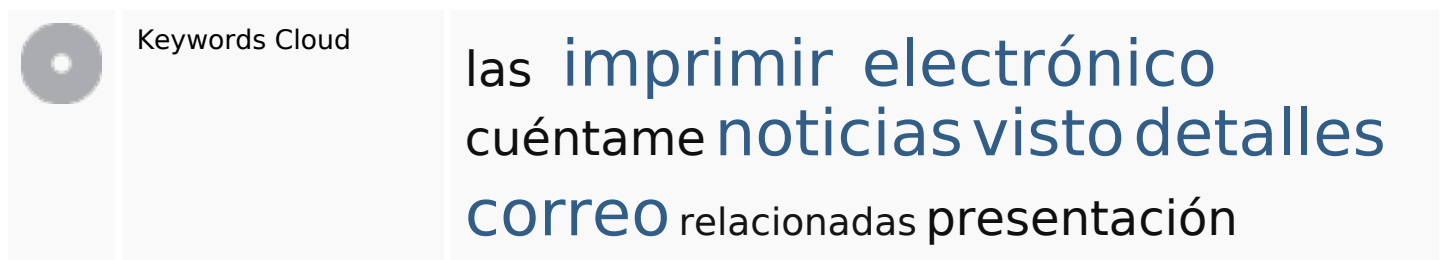 Keywords Cloud
las imprimir electrónico
cuéntame noticias visto detalles
correo relacionadas presentación